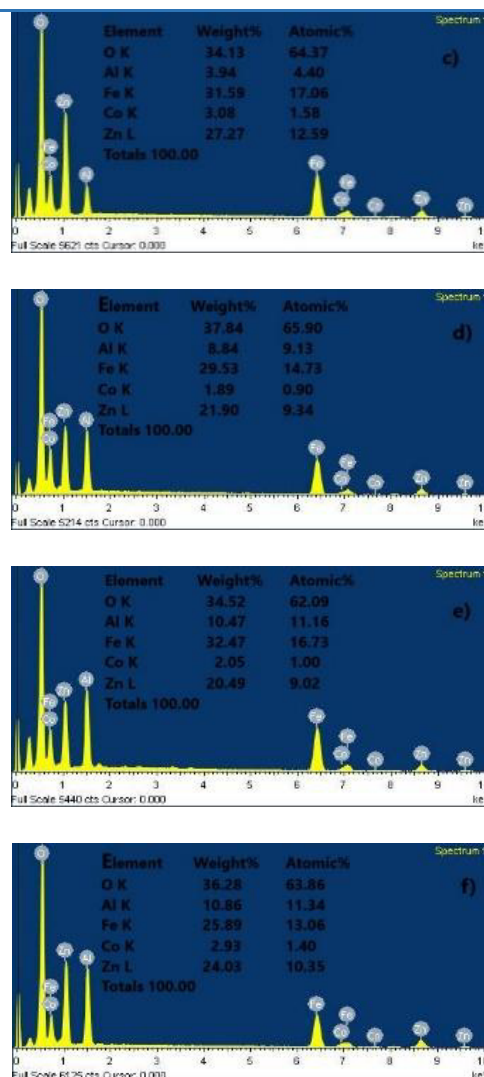 O Element Weight% Atomic% Spectrum
O K 34.13 64.37
c)
Al K 3.94 4.40
Zn
Fe K 31.59 17.06
Co K 3.08 1.58
Fe Zn L 27.27 12.59
Co Al Totals 100.00 Fe Fe
Co Co Zn Zn
0 1 2 3 4 5 6 7 8 9 1
Full Scale 5621 cts Cursor: 0.000 ke
O Element Weight% Atomic% Spectrum
O K 37.84 65.90
d)
Al K 8.84 9.13
Fe K 29.53 14.73
Co K 1.89 0.90
Fe Zn Al Zn L 21.90 9.34
Co Totals 100.00 Fe Fe
Co Co Zn Zn
0 1 2 3 4 5 6 7 8 9 1
Full Scale 5214 cts Cursor: 0.000 ke
O Element Weight% Atomic% Spectrum
O K 34.52 62.09
e)
Al K 10.47 11.16
Fe K 32.47 16.73
Co K 2.05 1.00
Fe Zn Al Zn L 20.49 9.02
Co Totals 100.00 Fe Fe
Co Co Zn Zn
0 1 2 3 4 5 6 7 8 9 1
Full Scale 5440 cts Cursor: 0.000 ke
O Element Weight% Atomic% Spectrum
O K 36.28 63.86
f)
Al K 10.86 11.34
Fe K 25.89 13.06
Co K 2.93 1.40
Zn Al Zn L 24.03 10.35
Fe Totals 100.00
Co Fe Fe
Co Co Zn Zn
0 1 2 3 4 5 6 7 8 9 1
Full Scale 6125 cts Cursor: 0.000 ke